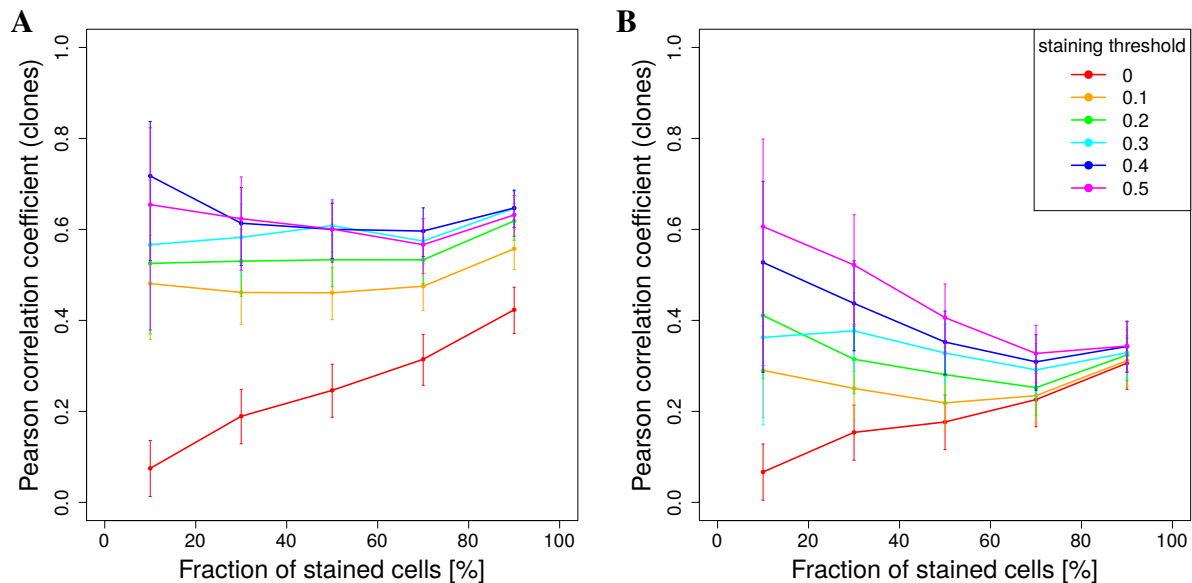 A
Pearson correlation coefficient (clones)
1.0
0.8
0.6
0.4
0.2
0.0
0 20 40 60 80 100
Fraction of stained cells [%]
B
Pearson correlation coefficient (clones)
1.0
0.8
0.6
0.4
0.2
0.0
0 20 40 60 80 100
Fraction of stained cells [%]
staining threshold
0
0.1
0.2
0.3
0.4
0.5